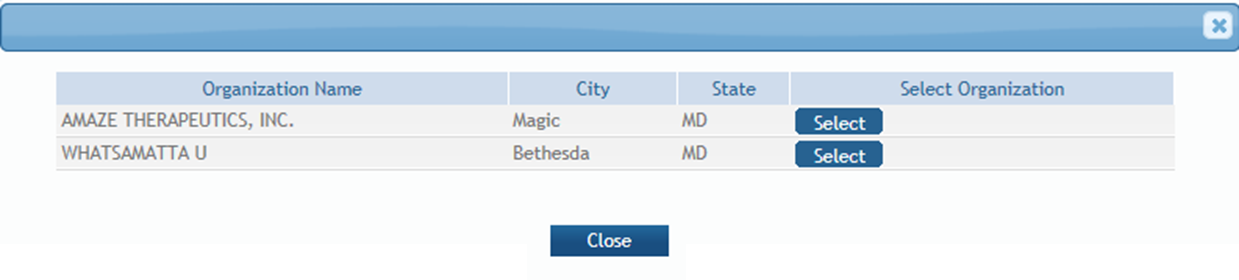 Organization Name City State Select Organization
AMAZE THERAPEUTICS, INC. Magic MD Select
WHATSAMATTA U Bethesda MD Select
Close